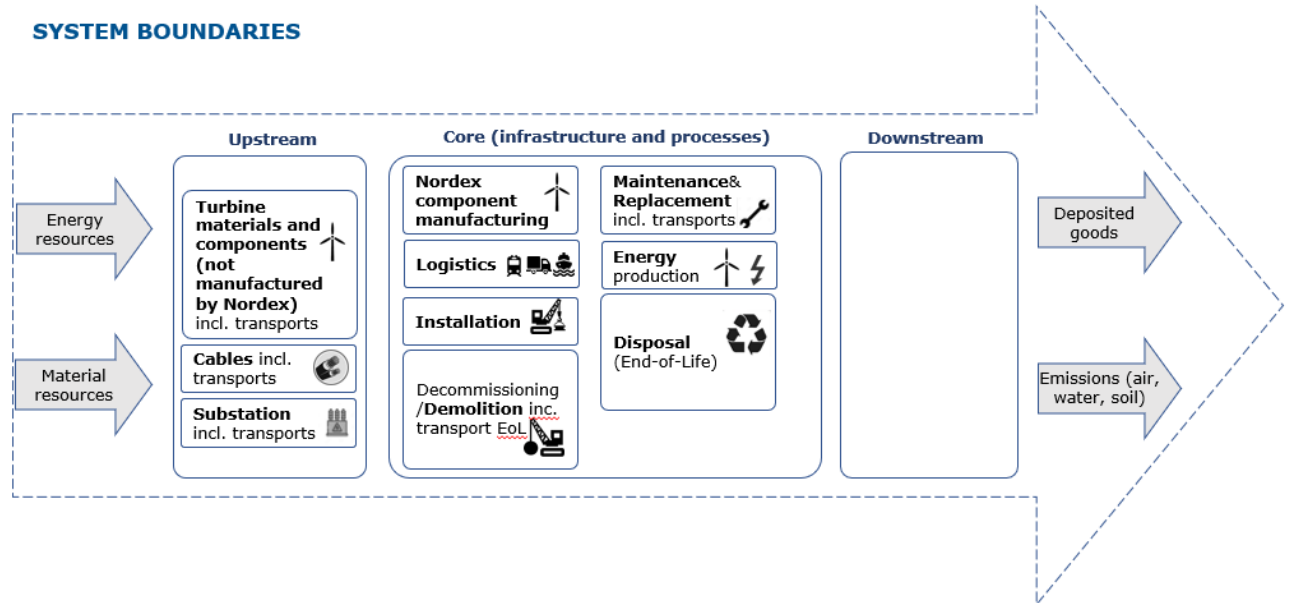 SYSTEM BOUNDARIES
Energy
resources
Material
resources
Upstream
Turbine
materials and
components
(not
manufactured
by Nordex)
incl. transports
Cables incl.
transports
Substation
incl. transports
Core (infrastructure and processes)
Nordex
component
manufacturing
Logistics
Installation
Decommissioning
/Demolition inc.
transport EoL
Maintenance&
Replacement
incl. transports
Energy
production
Disposal
(End-of-Life)
Downstream
Deposited
goods
Emissions (air,
water, soil)